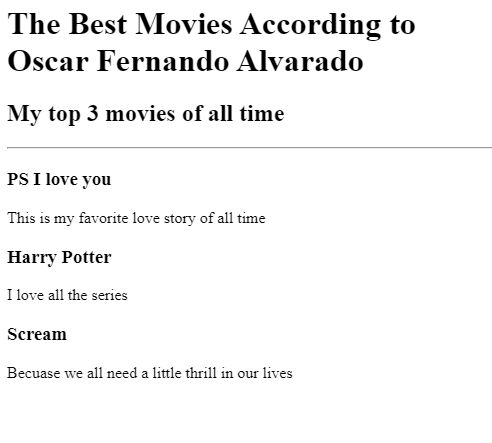 The Best Movies According to
Oscar Fernando Alvarado
My top 3 movies of all time
PS I love you
This is my favorite love story of all time
Harry Potter
I love all the series
Scream
Becuase we all need a little thrill in our lives